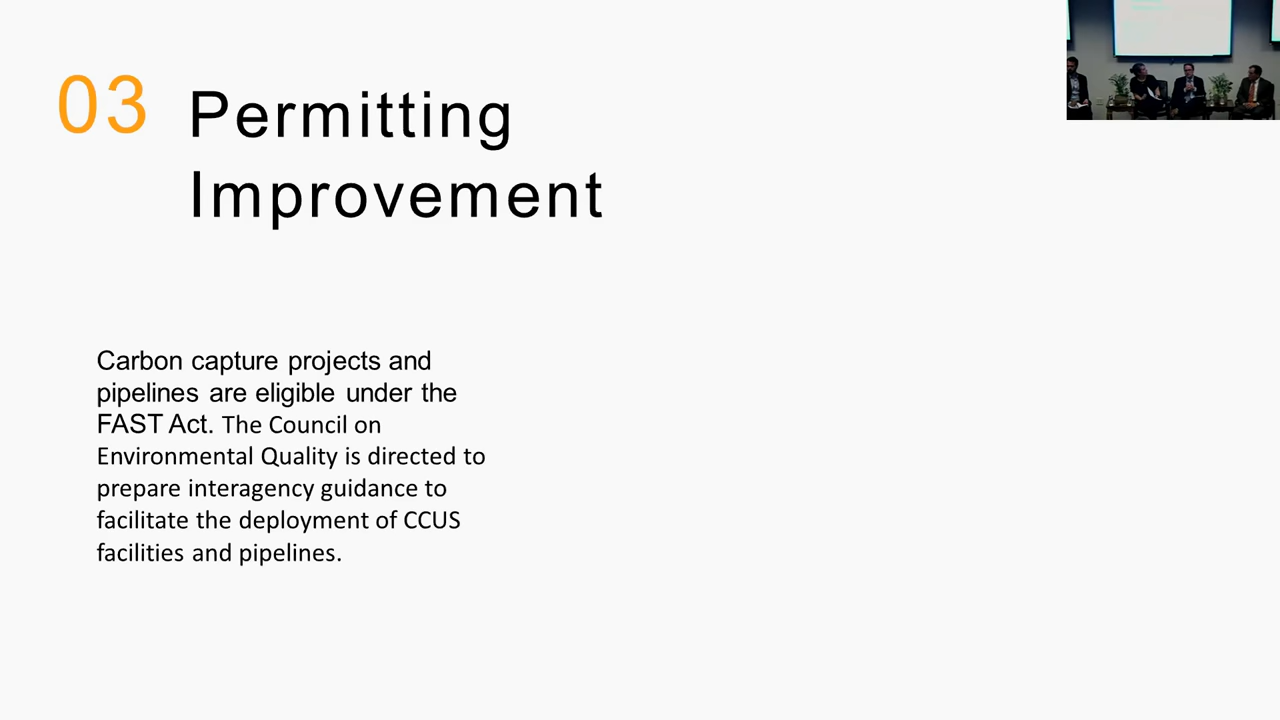 03 Permitting
Improvement
Carbon capture projects and
pipelines are eligible under the
FAST Act. The Council on
Environmental Quality is directed to
prepare interagency guidance to
facilitate the deployment of CCUS
facilities and pipelines.